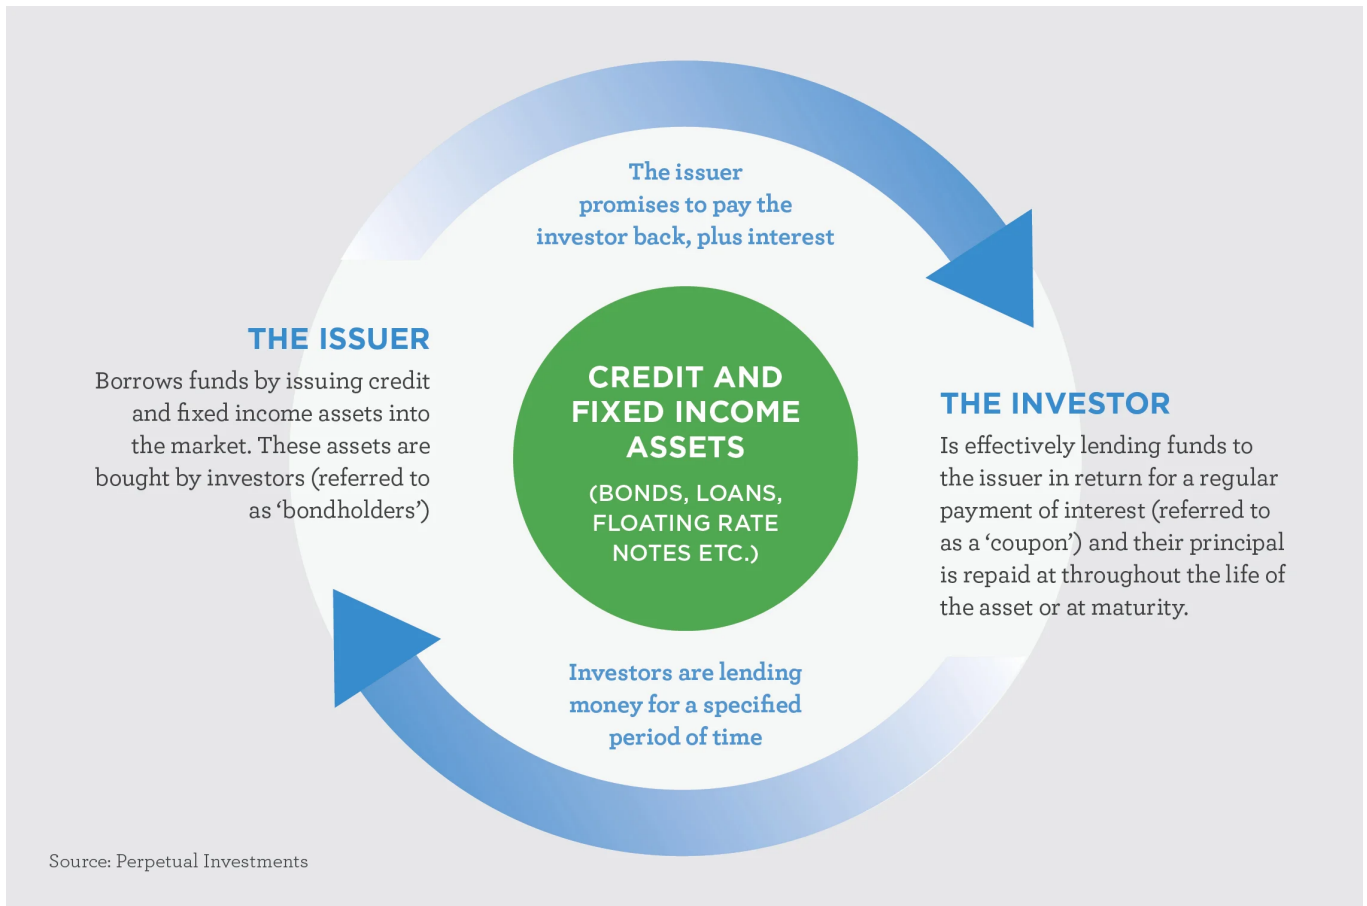 The issuer
promises to pay the
investor back, plus interest
THE ISSUER
Borrows funds by issuing credit
and fixed income assets into
the market. These assets are
bought by investors (referred to
as ‘bondholders’)
CREDIT AND
FIXED INCOME
ASSETS
(BONDS, LOANS,
FLOATING RATE
NOTES ETC.)
THE INVESTOR
Is effectively lending funds to
the issuer in return for a regular
payment of interest (referred to
as a ‘coupon’) and their principal
is repaid at throughout the life of
the asset or at maturity.
Investors are lending
money for a specified
period of time
Source: Perpetual Investments